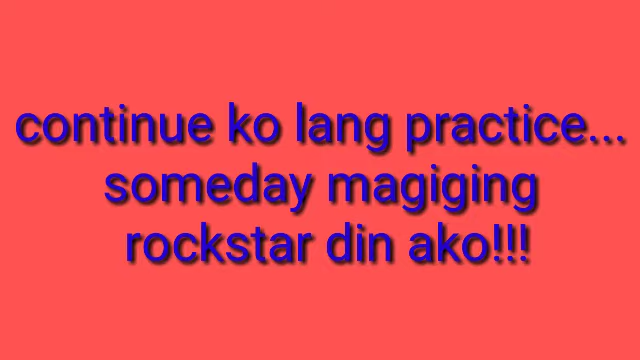 continue ko lang practice...
someday magiging
rockstar din ako!!!